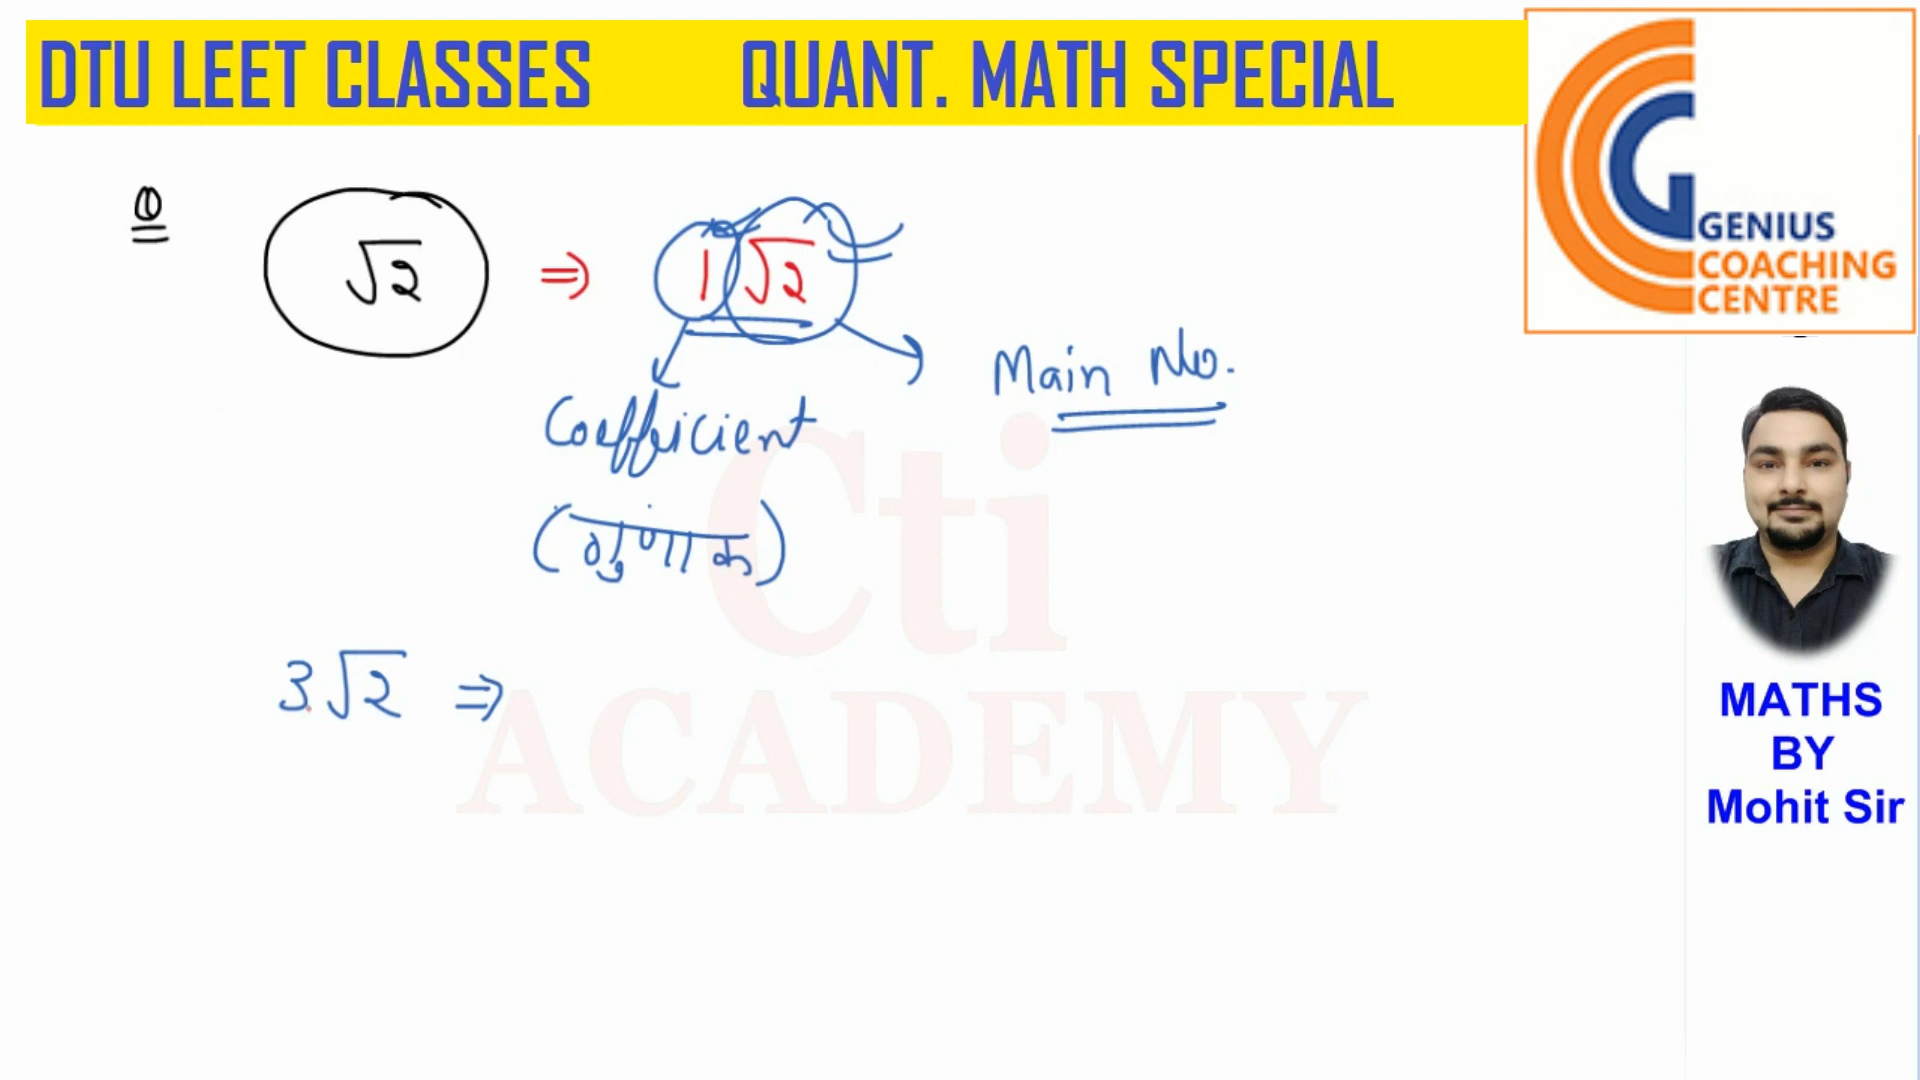 DTU LEET CLASSES QUANT. MATH SPECIAL
GENIUS
COACHING
CENTRE
① √2 ⇒ 1√2
Main No.
Coefficient
(गुणांक)
3√2 ⇒
Cti
ACADEMY
MATHS
BY
Mohit Sir